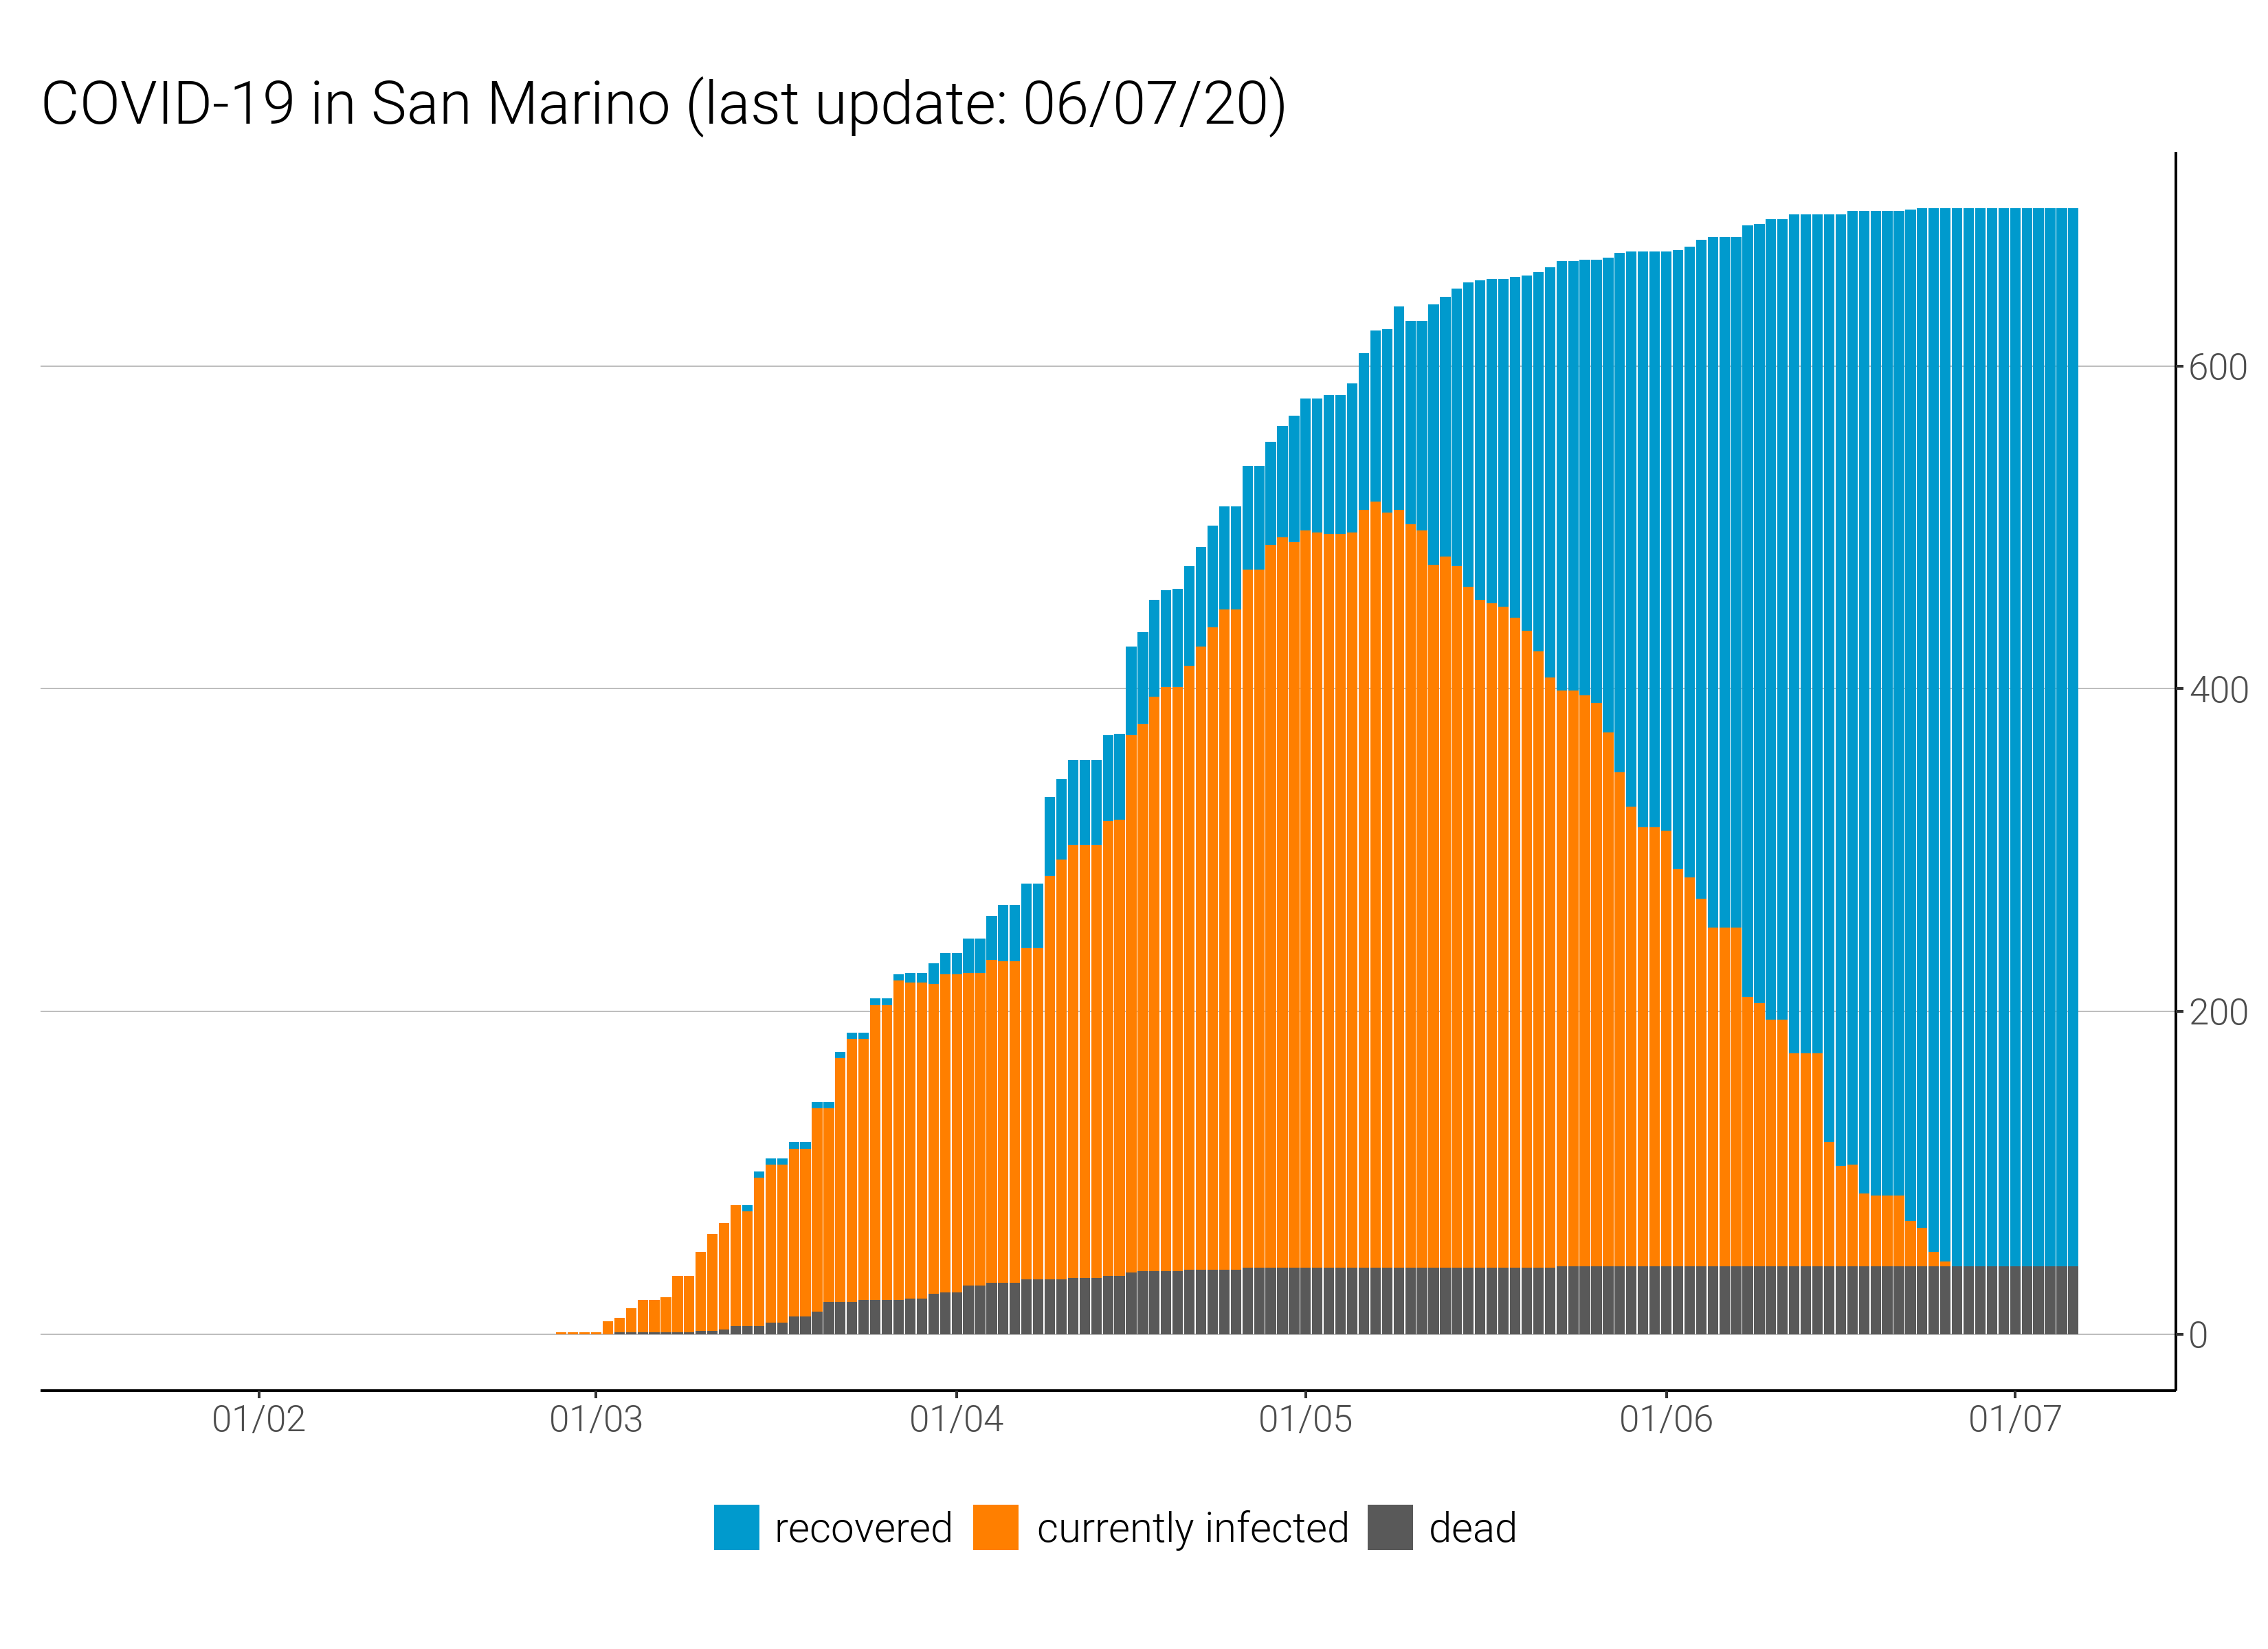 COVID-19 in San Marino (last update: 06/07/20)
600
400
200
0
01/02 01/03 01/04 01/05 01/06 01/07
recovered currently infected dead